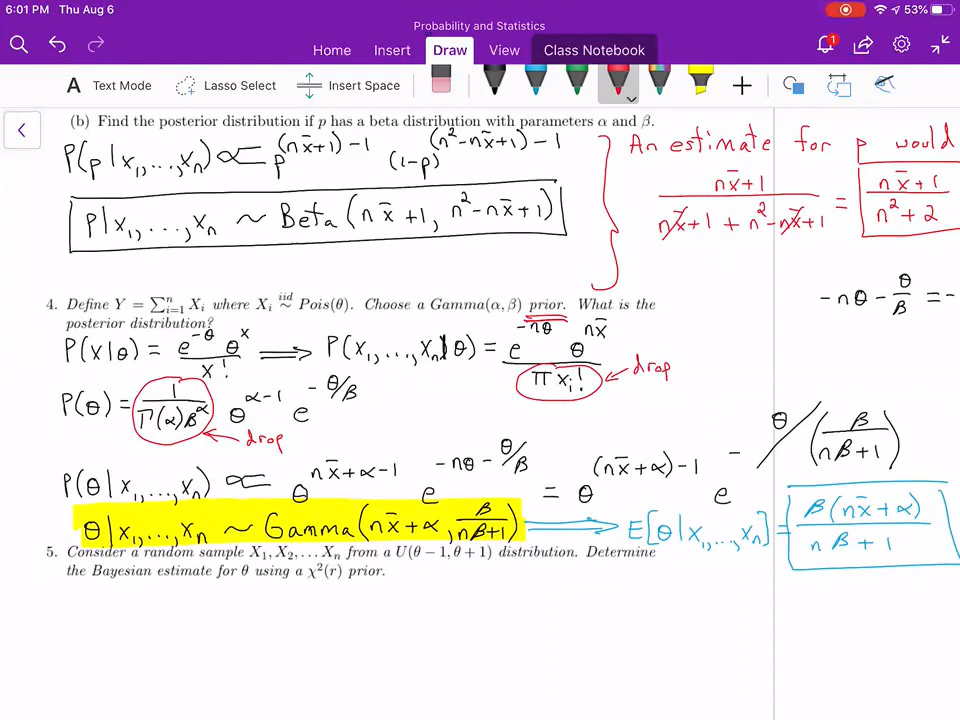 6:01 PM Thu Aug 6
53%
Probability and Statistics
Home Insert Draw View Class Notebook
1
A Text Mode Lasso Select Insert Space
(b) Find the posterior distribution if p has a beta distribution with parameters α and β.
P(p|x₁,...,xₙ) ∝ p^((nx̄+1)-1) (1-p)^((n²-nx̄+1)-1)
An estimate for p would
p|x₁,...,xₙ ~ Beta(nx̄+1, n²-nx̄+1)
(nx̄+1)/(nx̄+1+n²-nx̄+1) = (nx̄+1)/(n²+2)
-nθ - θ/β = -
4. Define Y = ∑ⁿᵢ₌₁ Xᵢ where Xᵢ iid~ Pois(θ). Choose a Gamma(α, β) prior. What is the
posterior distribution?
P(x|θ) = e^(-θ) θ^x / x! ⟹ P(x₁,...,xₙ|θ) = e^(-nθ) θ^(nx̄) / π xᵢ!
drop
P(θ) = 1/(Γ(α)β^α) θ^(α-1) e^(-θ/β)
drop
P(θ|x₁,...,xₙ) ∝ θ^(nx̄+α-1) e^(-nθ-θ/β) = θ^((nx̄+α)-1) e^(-θ/(β/(nβ+1)))
θ|x₁,...,xₙ ~ Gamma(nx̄+α, β/(nβ+1)) ⟹ E[θ|x₁,...,xₙ] = β(nx̄+α)/(nβ+1)
5. Consider a random sample X₁, X₂, ... Xₙ from a U(θ − 1, θ + 1) distribution. Determine
the Bayesian estimate for θ using a χ²(r) prior.